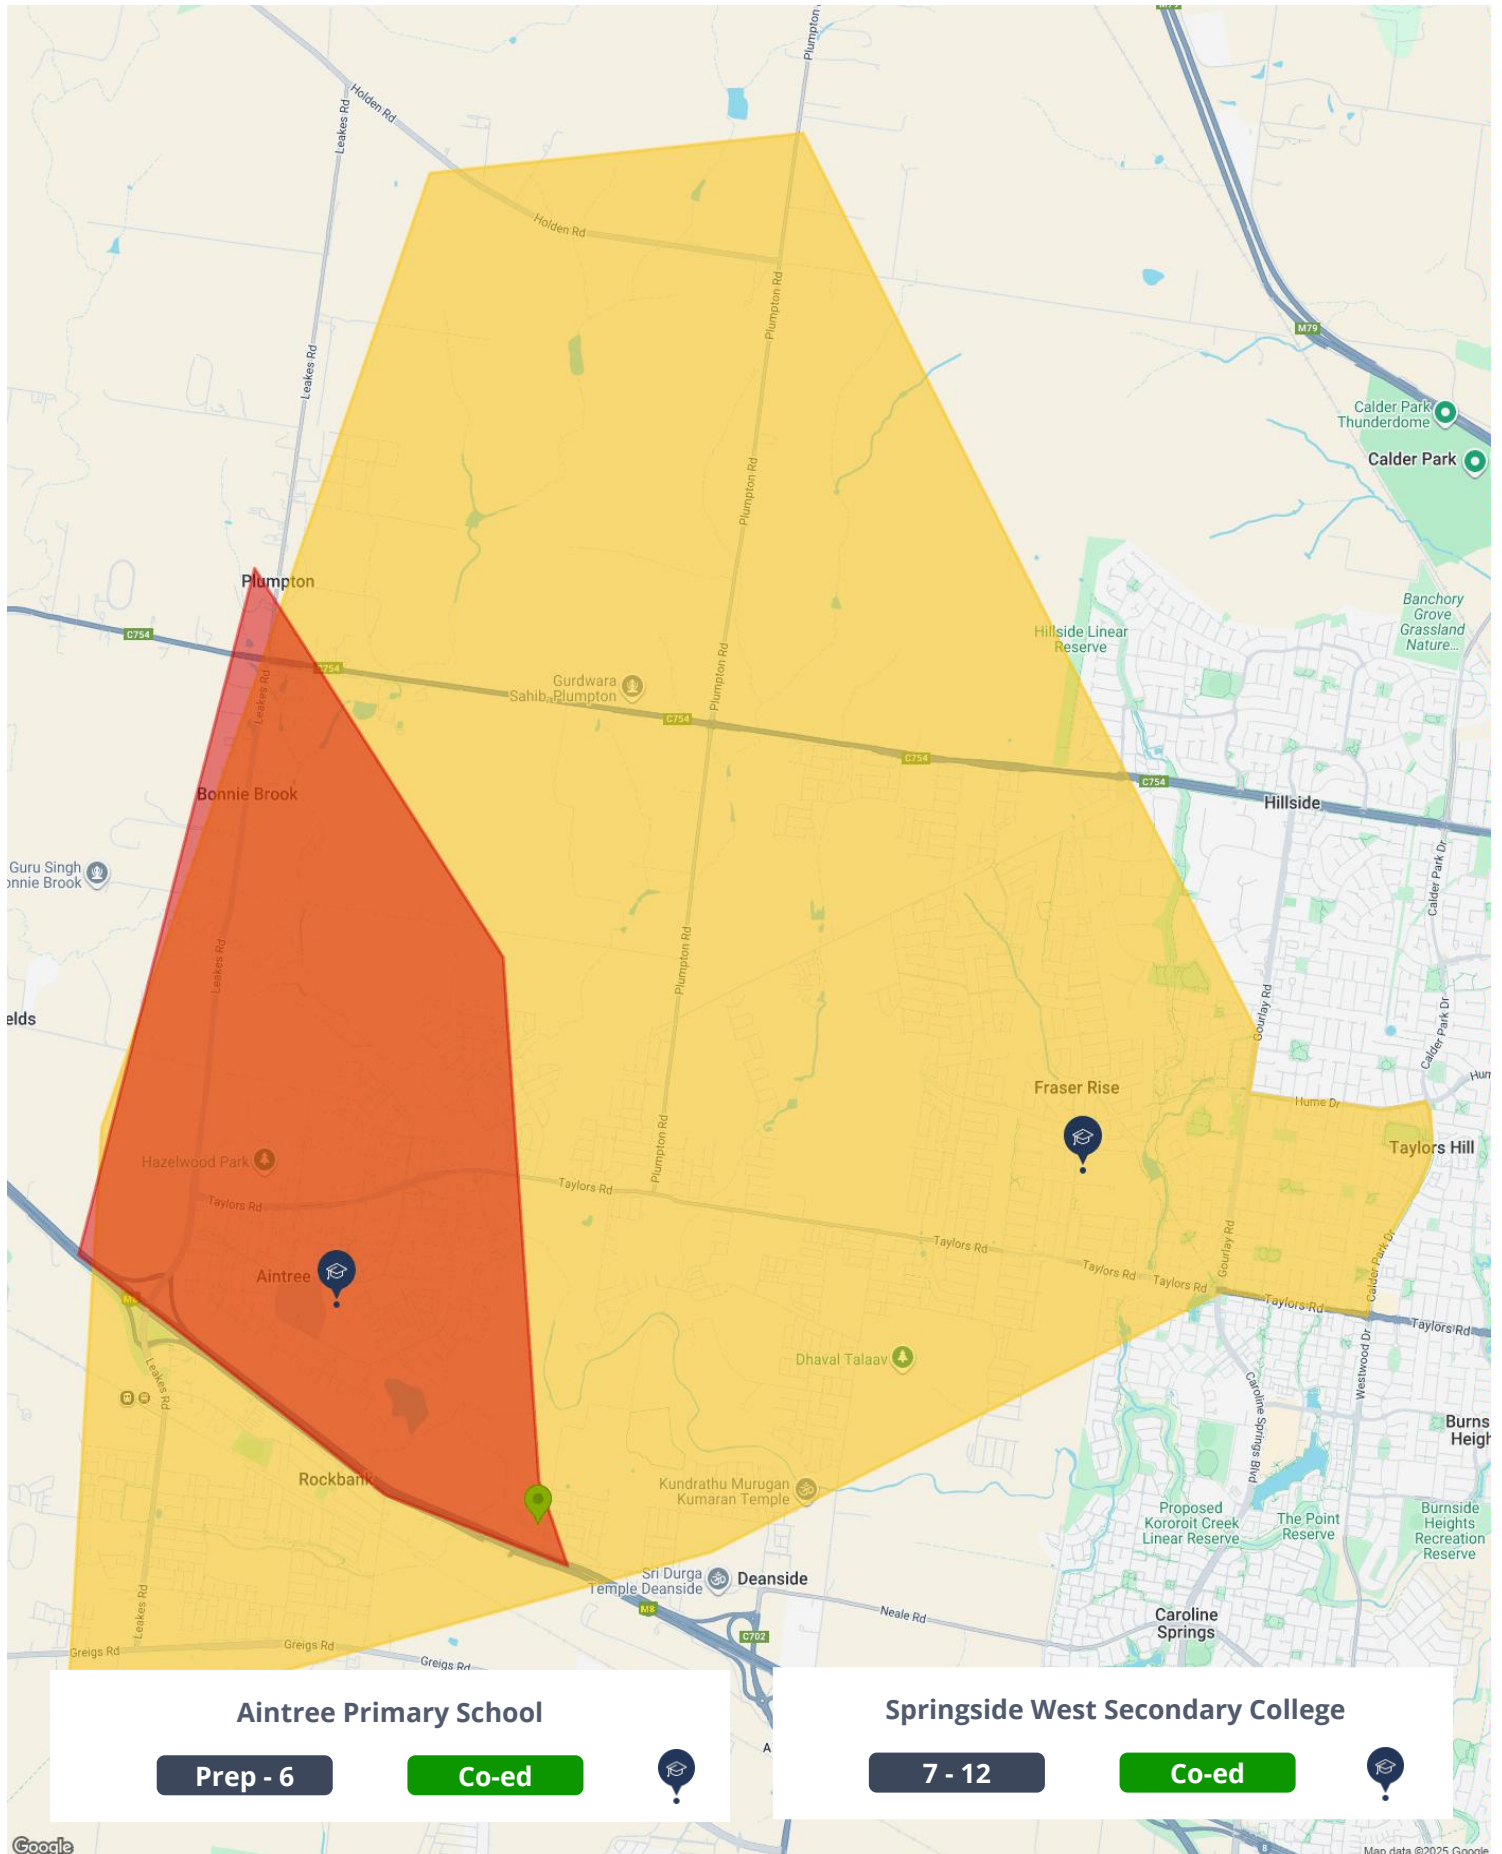 M79
Plumpton
Holden Rd
Leakes Rd
Holden Rd
Plumpton Rd
M79
Leakes Rd
Calder Park
Thunderdome
Calder Park
Plumpton Rd
Plumpton
Banchory
Grove
Grassland
Nature...
C754
Hillside Linear
Reserve
C754
Leakes Rd
Gurdwara
Sahib, Plumpton
Plumpton Rd
C754
C754
C754
Bonnie Brook
Hillside
Guru Singh
onnie Brook
Calder Park Dr
Leakes Rd
Plumpton Rd
elds
Gourlay Rd
Calder Park Dr
Hum
Fraser Rise
Hume Dr
Plumpton Rd
Hazelwood Park
Taylors Hill
Taylors Rd
Taylors Rd
Taylors Rd
Gourlay Rd
Calder Park Dr
Aintree
Taylors Rd
Taylors Rd
Taylors Rd
Taylors Rd
Leakes Rd
Dhaval Talaav
Westwood Dr
Caroline Springs Blvd
Burns
Heigh
Rockbank
Kundrathu Murugan
Kumaran Temple
Proposed
Kororoit Creek
Linear Reserve
The Point
Reserve
Burnside
Heights
Recreation
Reserve
Sri Durga
Temple Deanside
Deanside
Leakes Rd
M8
Neale Rd
Caroline
Springs
C702
Greigs Rd
Greigs Rd
Greigs Rd
Aintree Primary School
Prep - 6
Co-ed
Springside West Secondary College
7 - 12
Co-ed
A
8
Google
Map data ©2025 Google